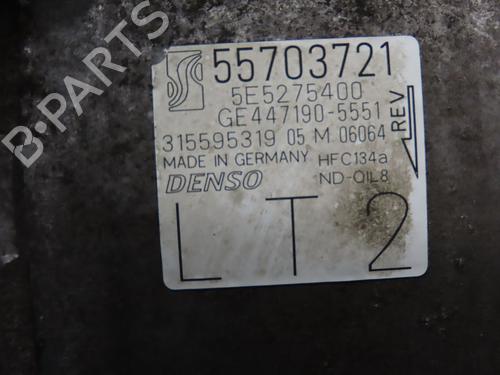 B-PARTS
55703721
5E5275400
GE447190-5551
315595319 05 M 06064
REV
MADE IN GERMANY HFC134a
DENSO ND-OIL8
LT2